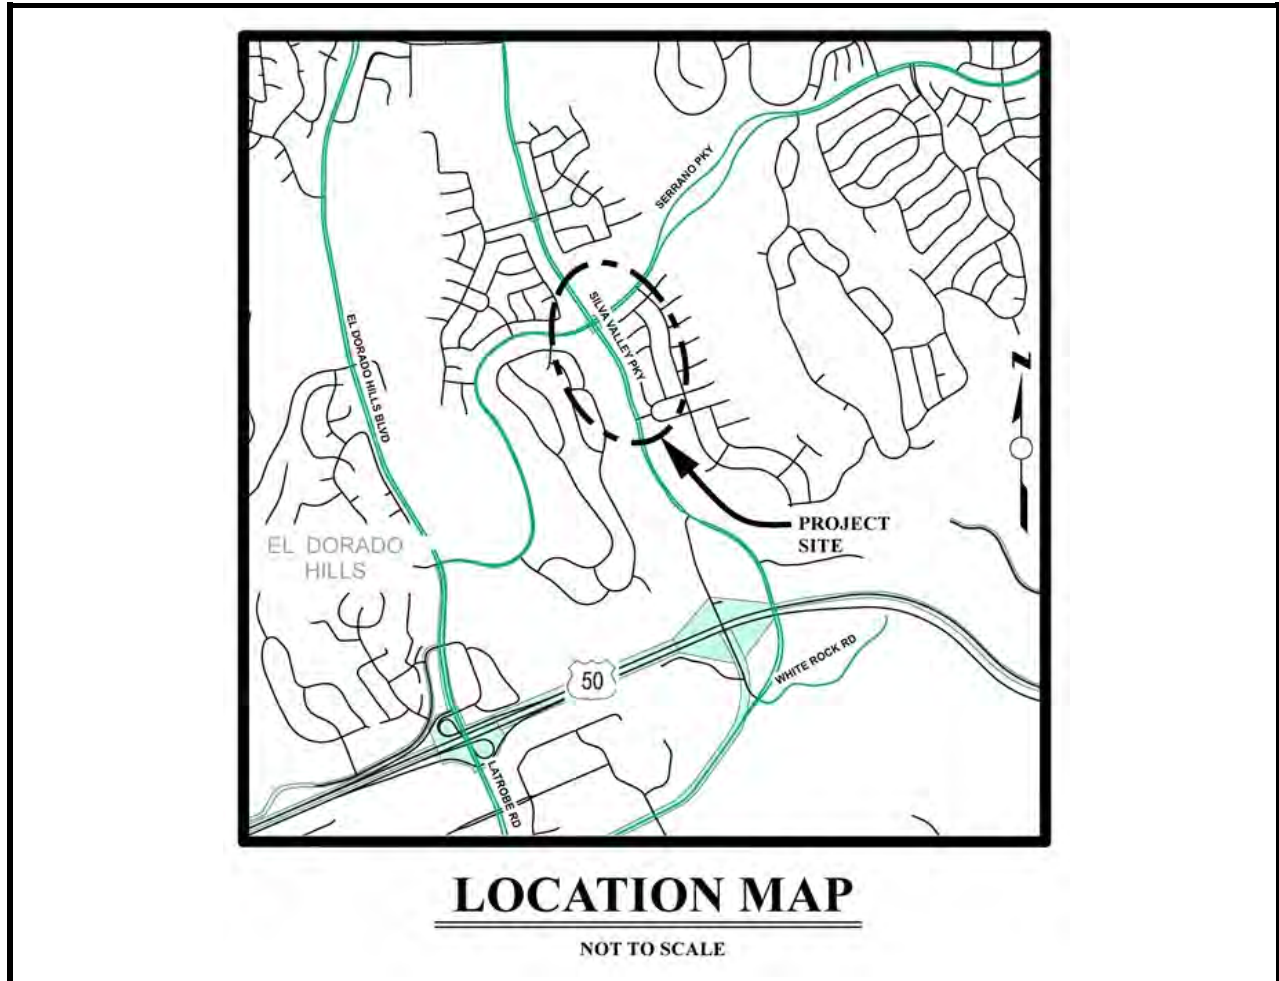 SERRANO PKY
SILVA VALLEY PKY
EL DORADO HILLS BLVD
N
PROJECT
SITE
EL DORADO
HILLS
WHITE ROCK RD
50
LATROBE RD
LOCATION MAP
NOT TO SCALE